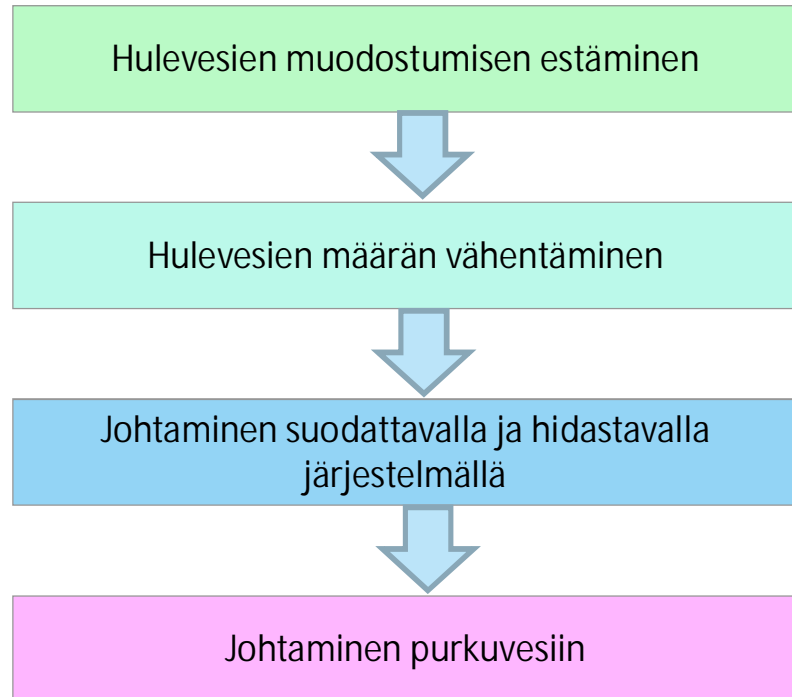 Hulevesien muodostumisen estäminen
Hulevesien määrän vähentäminen
Johtaminen suodattavalla ja hidastavalla
järjestelmällä
Johtaminen purkuvesiin